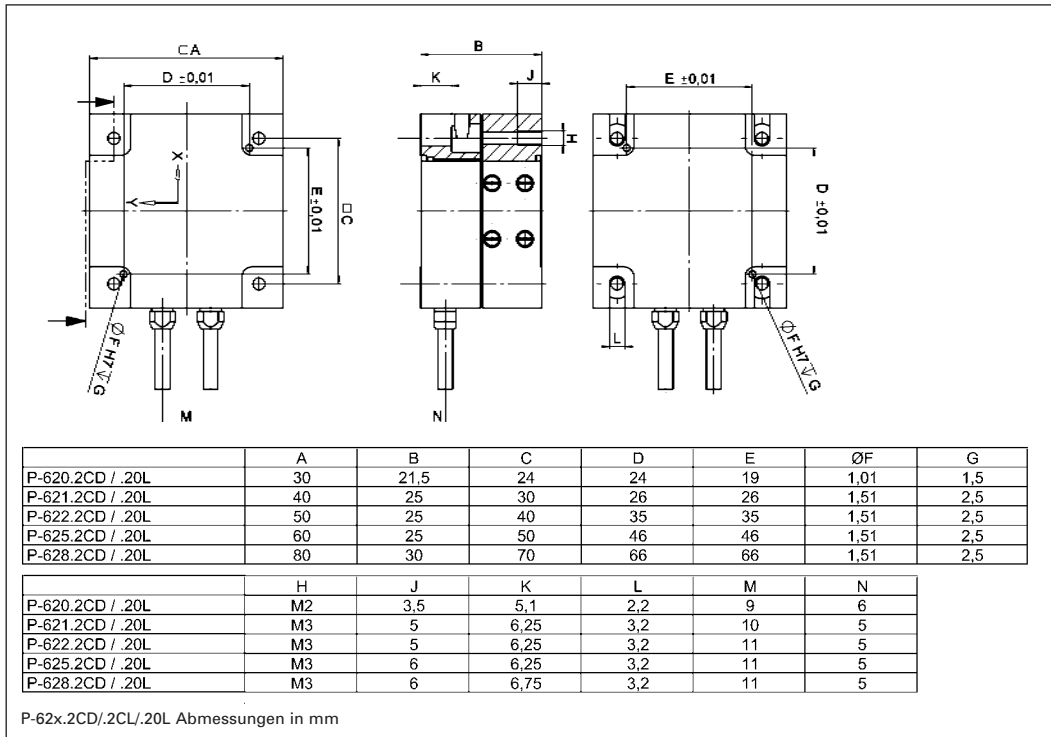 □A
B
D ±0,01
K
J
E ±0,01
H
X
Y
E±0,01
□C
D ±0,01
L
ØF H7 ↧ G
ØF H7 ↧ G
M
N
A B C D E ØF G
P-620.2CD / .20L 30 21,5 24 24 19 1,01 1,5
P-621.2CD / .20L 40 25 30 26 26 1,51 2,5
P-622.2CD / .20L 50 25 40 35 35 1,51 2,5
P-625.2CD / .20L 60 25 50 46 46 1,51 2,5
P-628.2CD / .20L 80 30 70 66 66 1,51 2,5
H J K L M N
P-620.2CD / .20L M2 3,5 5,1 2,2 9 6
P-621.2CD / .20L M3 5 6,25 3,2 10 5
P-622.2CD / .20L M3 5 6,25 3,2 11 5
P-625.2CD / .20L M3 6 6,25 3,2 11 5
P-628.2CD / .20L M3 6 6,75 3,2 11 5
P-62x.2CD/.2CL/.20L Abmessungen in mm